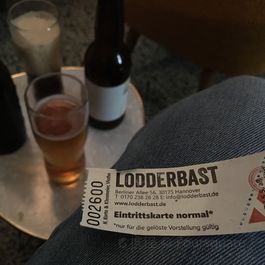 LODDERBAST
Berliner Allee 56, 30175 Hannover
T: 0170 238 28 28 E: info@lodderbast.de
www.lodderbast.de
Eintrittskarte normal*
*nur für die gelöste Vorstellung gültig
002600